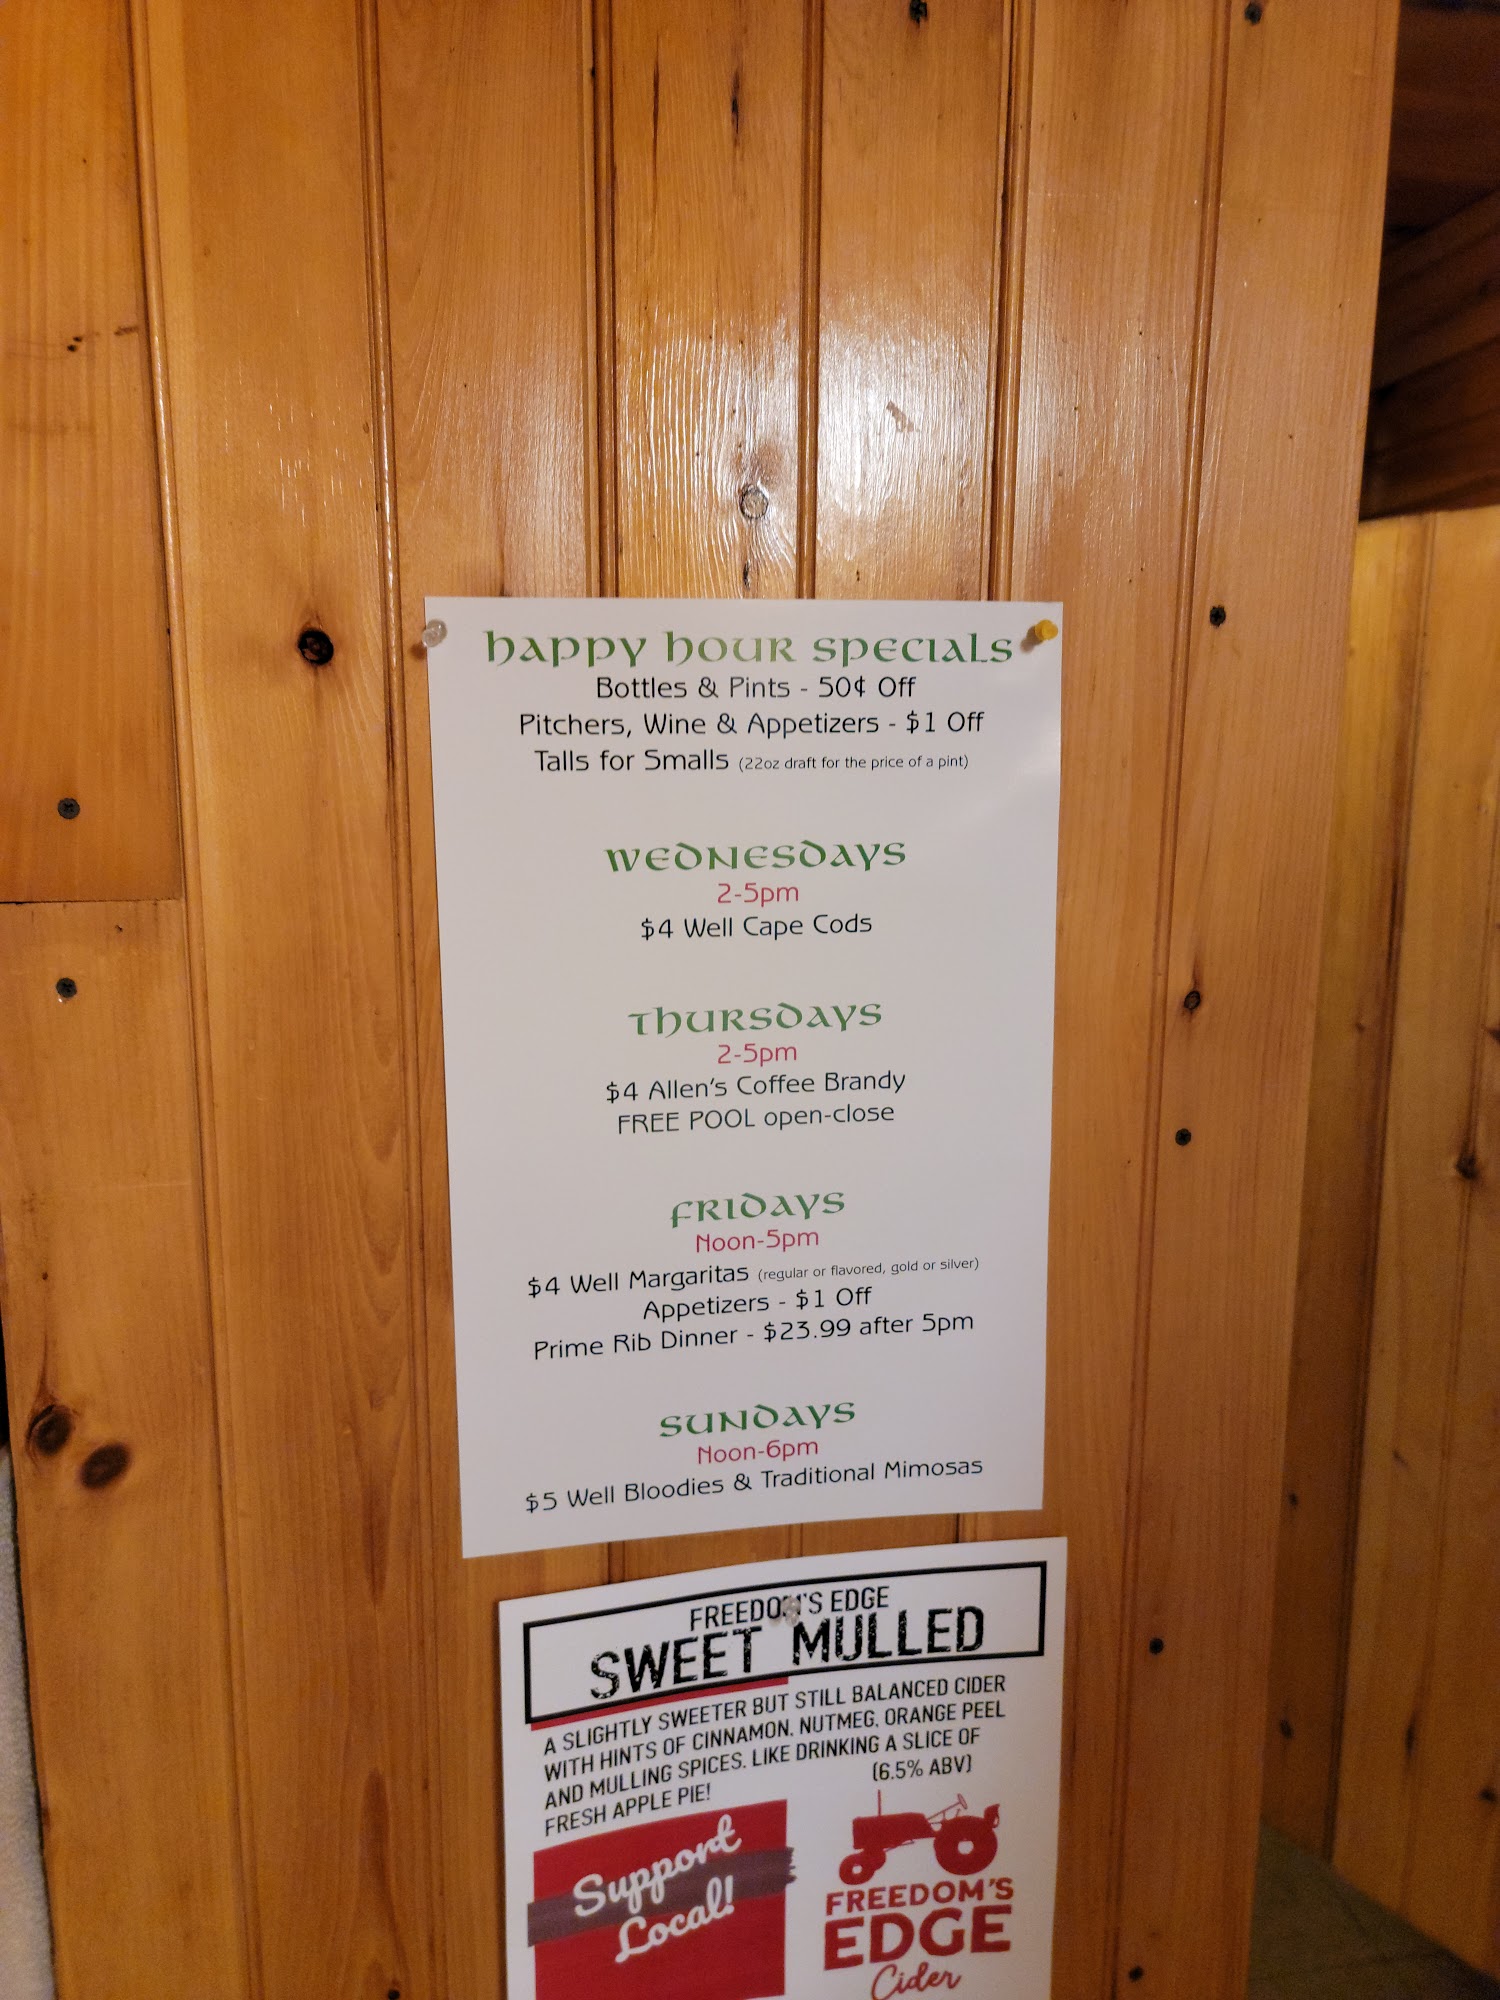 Happy Hour Specials
Bottles & Pints - 50¢ Off
Pitchers, Wine & Appetizers - $1 Off
Talls for Smalls (22oz draft for the price of a pint)
Wednesdays
2-5pm
$4 Well Cape Cods
Thursdays
2-5pm
$4 Allen's Coffee Brandy
FREE POOL open-close
Fridays
Noon-5pm
$4 Well Margaritas (regular or flavored, gold or silver)
Appetizers - $1 Off
Prime Rib Dinner - $23.99 after 5pm
Sundays
Noon-6pm
$5 Well Bloodies & Traditional Mimosas
FREEDOM'S EDGE
SWEET MULLED
A SLIGHTLY SWEETER BUT STILL BALANCED CIDER
WITH HINTS OF CINNAMON, NUTMEG, ORANGE PEEL
AND MULLING SPICES. LIKE DRINKING A SLICE OF
FRESH APPLE PIE! (6.5% ABV)
Support
Local!
FREEDOM'S
EDGE
Cider